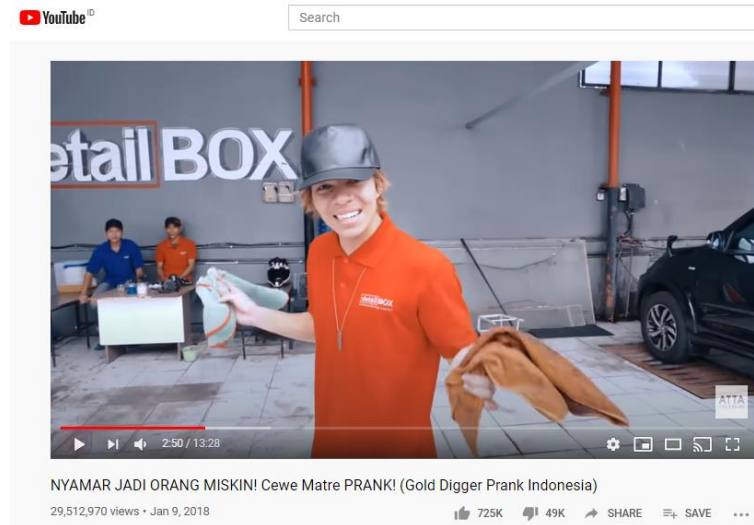 YouTube ID
Search
etail BOX
detailBOX
ATTA
2:50 / 13:28
NYAMAR JADI ORANG MISKIN! Cewe Matre PRANK! (Gold Digger Prank Indonesia)
29,512,970 views • Jan 9, 2018
725K
49K
SHARE
SAVE